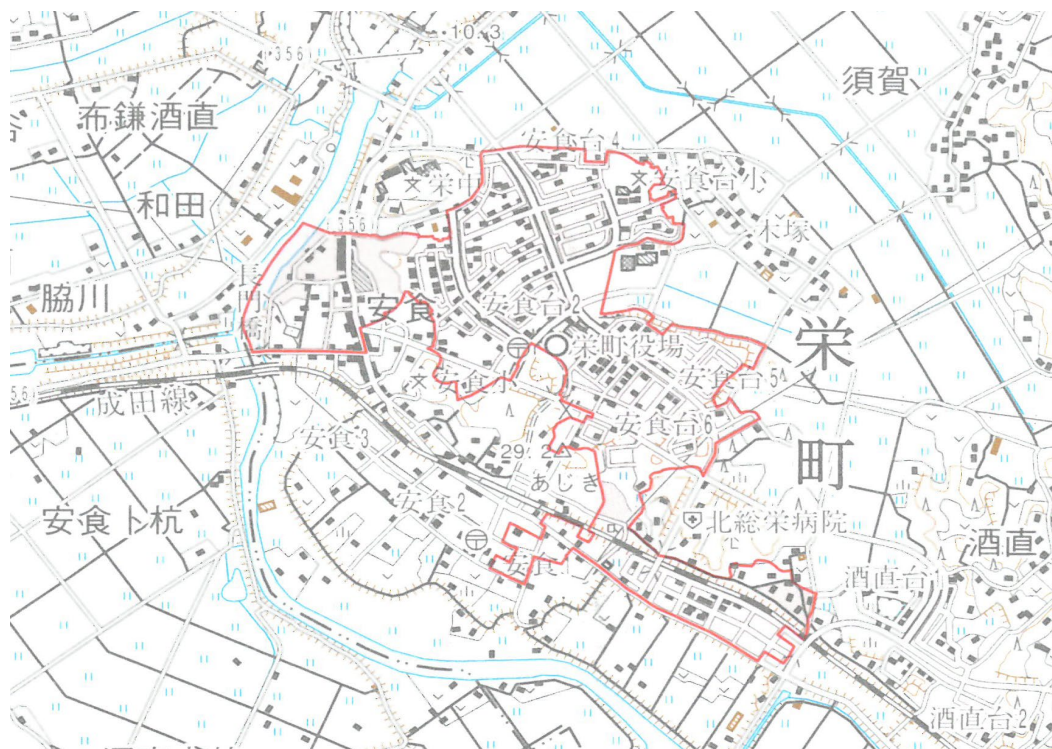 356
10.3
須賀
布鎌酒直
安食台4
栄中
安食台小
和田
356
木塚
長門橋
脇川
安食
安食台2
栄町
栄町役場
安食台5
安食小
56
成田線
安食台6
安食3
29.2
あじき
安食2
北総栄病院
安食卜杭
安食1
酒直
酒直台1
酒直台2